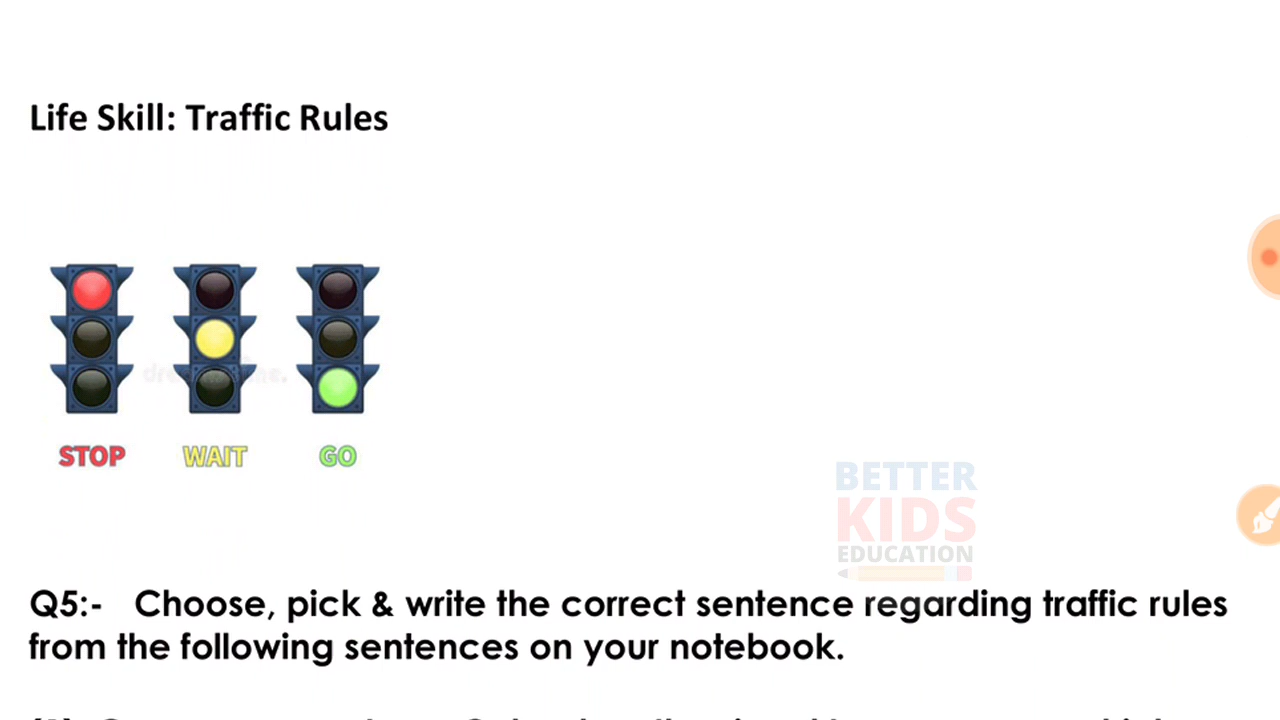 Life Skill: Traffic Rules
STOP WAIT GO
BETTER
KIDS
EDUCATION
Q5:- Choose, pick & write the correct sentence regarding traffic rules
from the following sentences on your notebook.